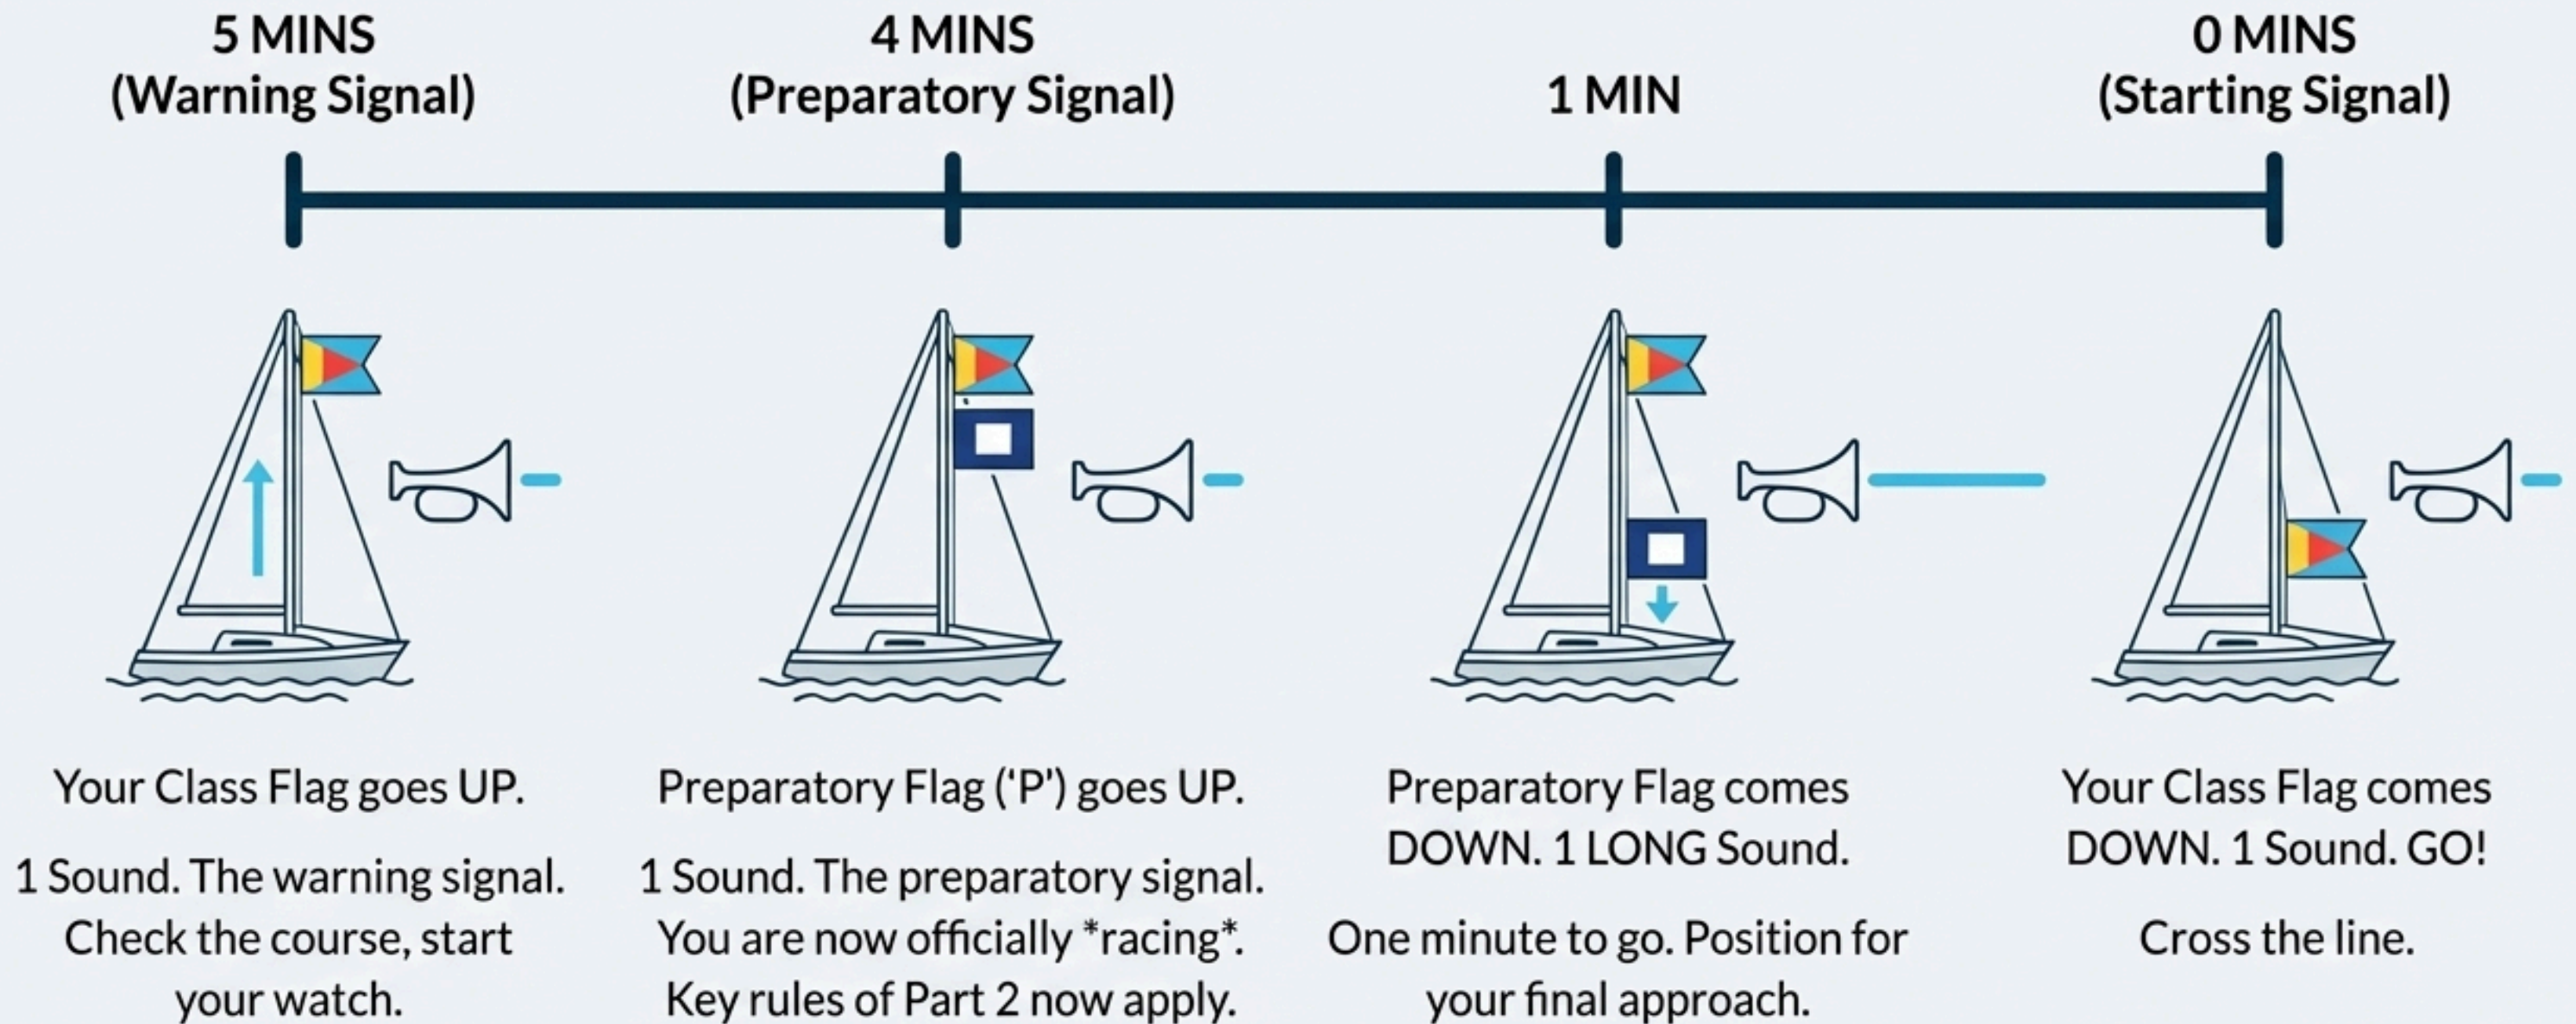 5 MINS
(Warning Signal)
4 MINS
(Preparatory Signal)
1 MIN
0 MINS
(Starting Signal)
Your Class Flag goes UP.
1 Sound. The warning signal.
Check the course, start
your watch.
Preparatory Flag (‘P’) goes UP.
1 Sound. The preparatory signal.
You are now officially *racing*.
Key rules of Part 2 now apply.
Preparatory Flag comes
DOWN. 1 LONG Sound.
One minute to go. Position for
your final approach.
Your Class Flag comes
DOWN. 1 Sound. GO!
Cross the line.